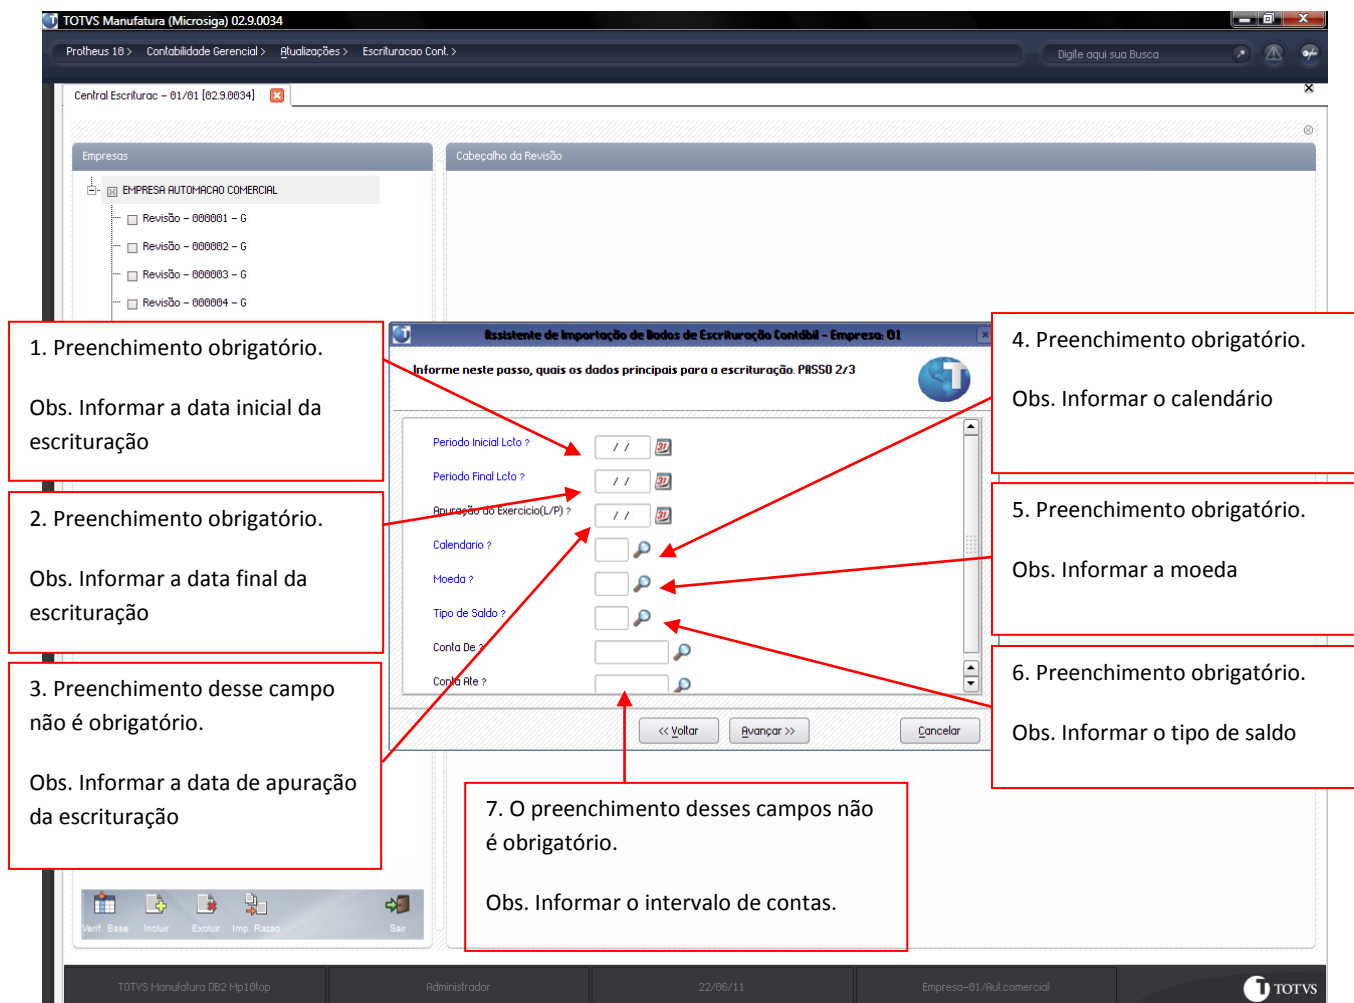 TOTVS Manufatura (Microsiga) 02.9.0034
Protheus 10 > Contabilidade Gerencial > Atualizações > Escrituracao Cont. >
Digite aqui sua Busca
Central Escriturac - 01/01 [02.9.0034]
Empresas
Cabeçalho da Revisão
EMPRESA AUTOMACAO COMERCIAL
Revisão - 000001 - G
Revisão - 000002 - G
Revisão - 000003 - G
Revisão - 000004 - G
1. Preenchimento obrigatório.
Obs. Informar a data inicial da
escrituração
2. Preenchimento obrigatório.
Obs. Informar a data final da
escrituração
3. Preenchimento desse campo
não é obrigatório.
Obs. Informar a data de apuração
da escrituração
Assistente de Importação de Dados de Escrituração Contábil - Empresa: 01
Informe neste passo, quais os dados principais para a escrituração. PASSO 2/3
Periodo Inicial Lcto ?
/ /
31
Periodo Final Lcto ?
/ /
31
Apuração do Exercicio(L/P) ?
/ /
31
Calendario ?
Moeda ?
Tipo de Saldo ?
Conta De ?
Conta Ate ?
<< Voltar
Avançar >>
Cancelar
4. Preenchimento obrigatório.
Obs. Informar o calendário
5. Preenchimento obrigatório.
Obs. Informar a moeda
6. Preenchimento obrigatório.
Obs. Informar o tipo de saldo
7. O preenchimento desses campos não
é obrigatório.
Obs. Informar o intervalo de contas.
Verif. Base
Incluir
Excluir
Imp. Razao
Sair
TOTVS Manufatura DB2 Mp10top
Administrador
22/06/11
Empresa-01/Aut.comercial
TOTVS